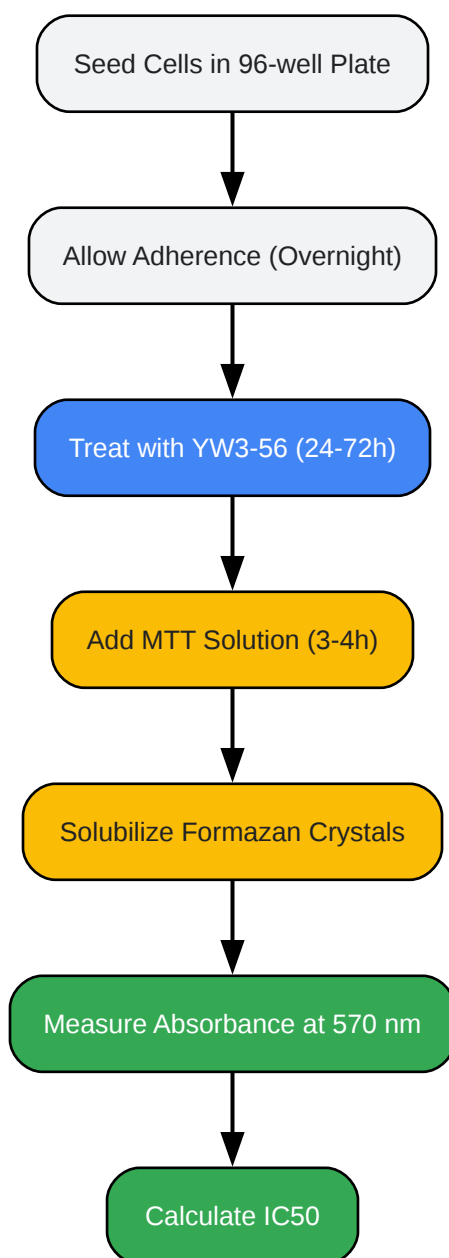 Seed Cells in 96-well Plate
Allow Adherence (Overnight)
Treat with YW3-56 (24-72h)
Add MTT Solution (3-4h)
Solubilize Formazan Crystals
Measure Absorbance at 570 nm
Calculate IC50